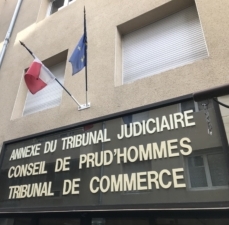 ANNEXE DU TRIBUNAL JUDICIAIRE
CONSEIL DE PRUD'HOMMES
TRIBUNAL DE COMMERCE